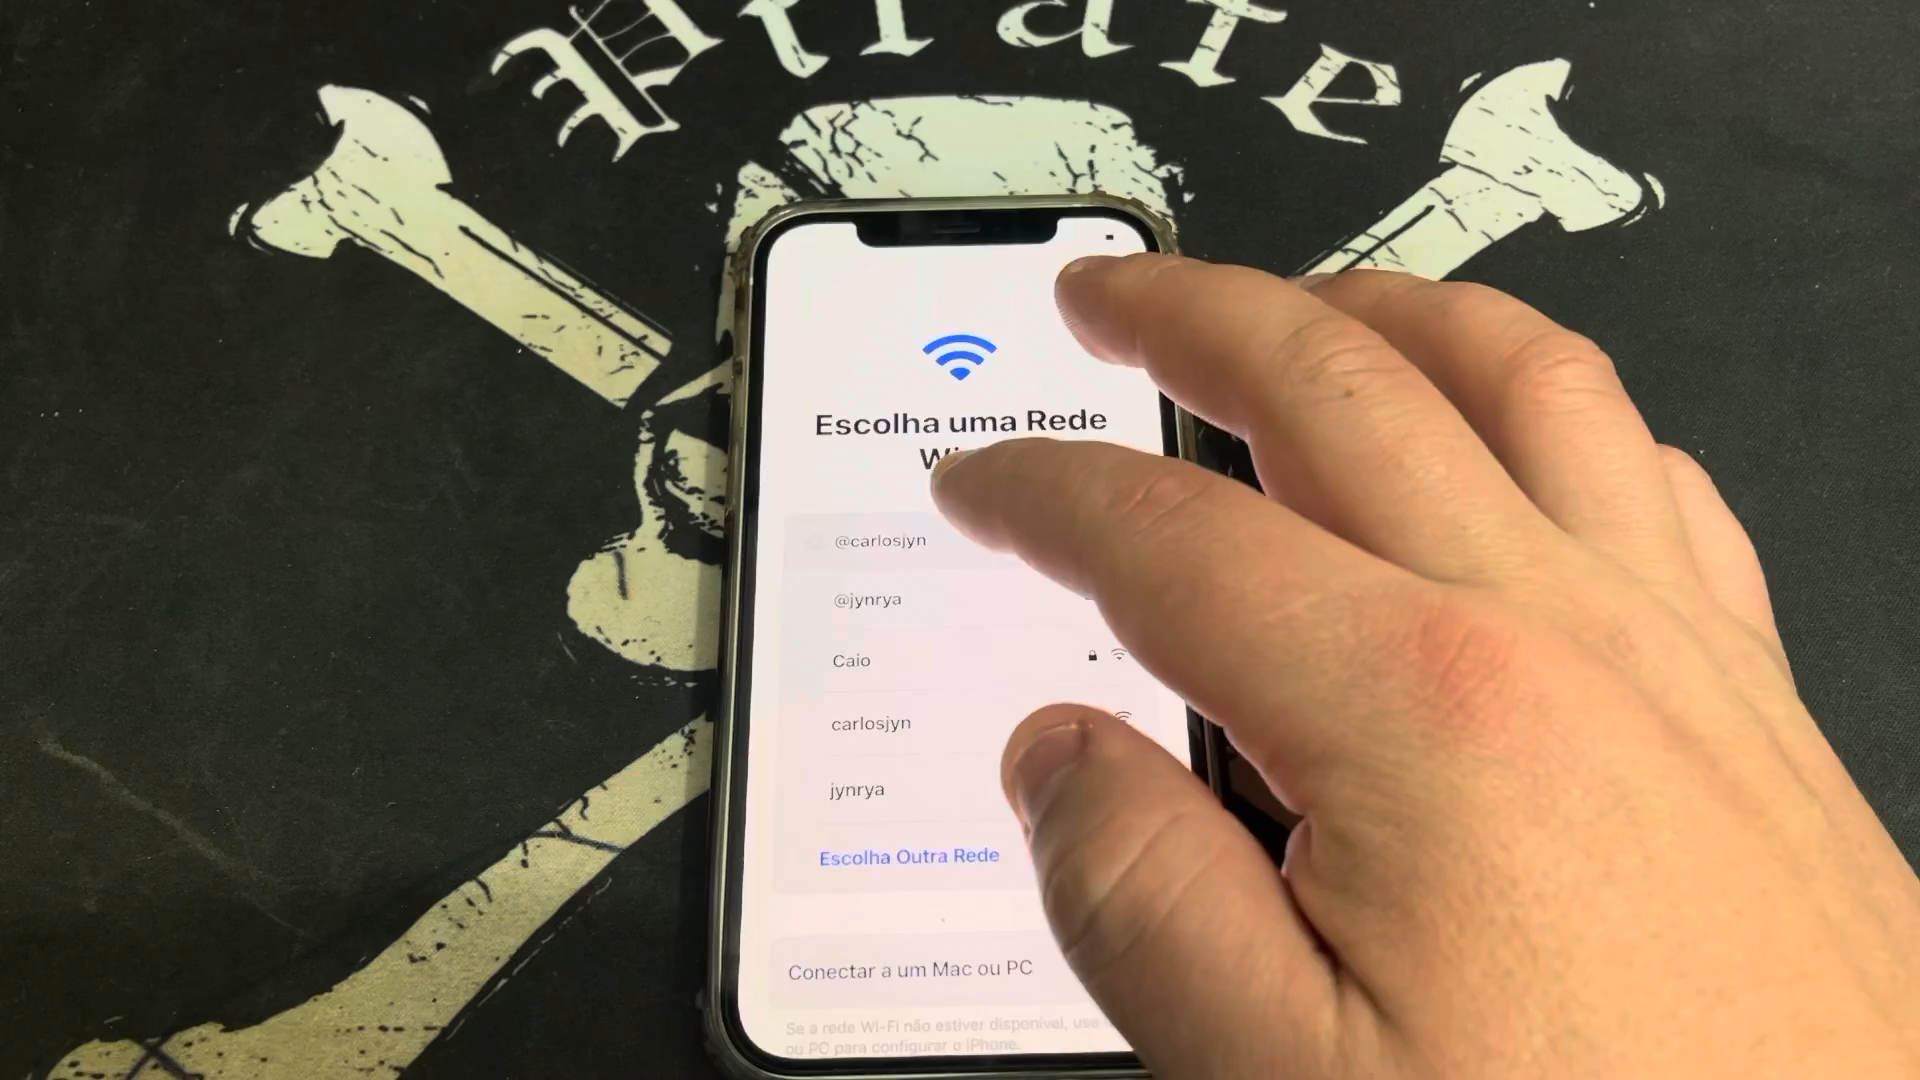 Pirate
Escolha uma Rede
@carlosjyn
@jynrya
Caio
carlosjyn
jynrya
Escolha Outra Rede
Conectar a um Mac ou PC
Se a rede Wi-Fi não estiver disponível, use
ou PC para configurar o iPhone.